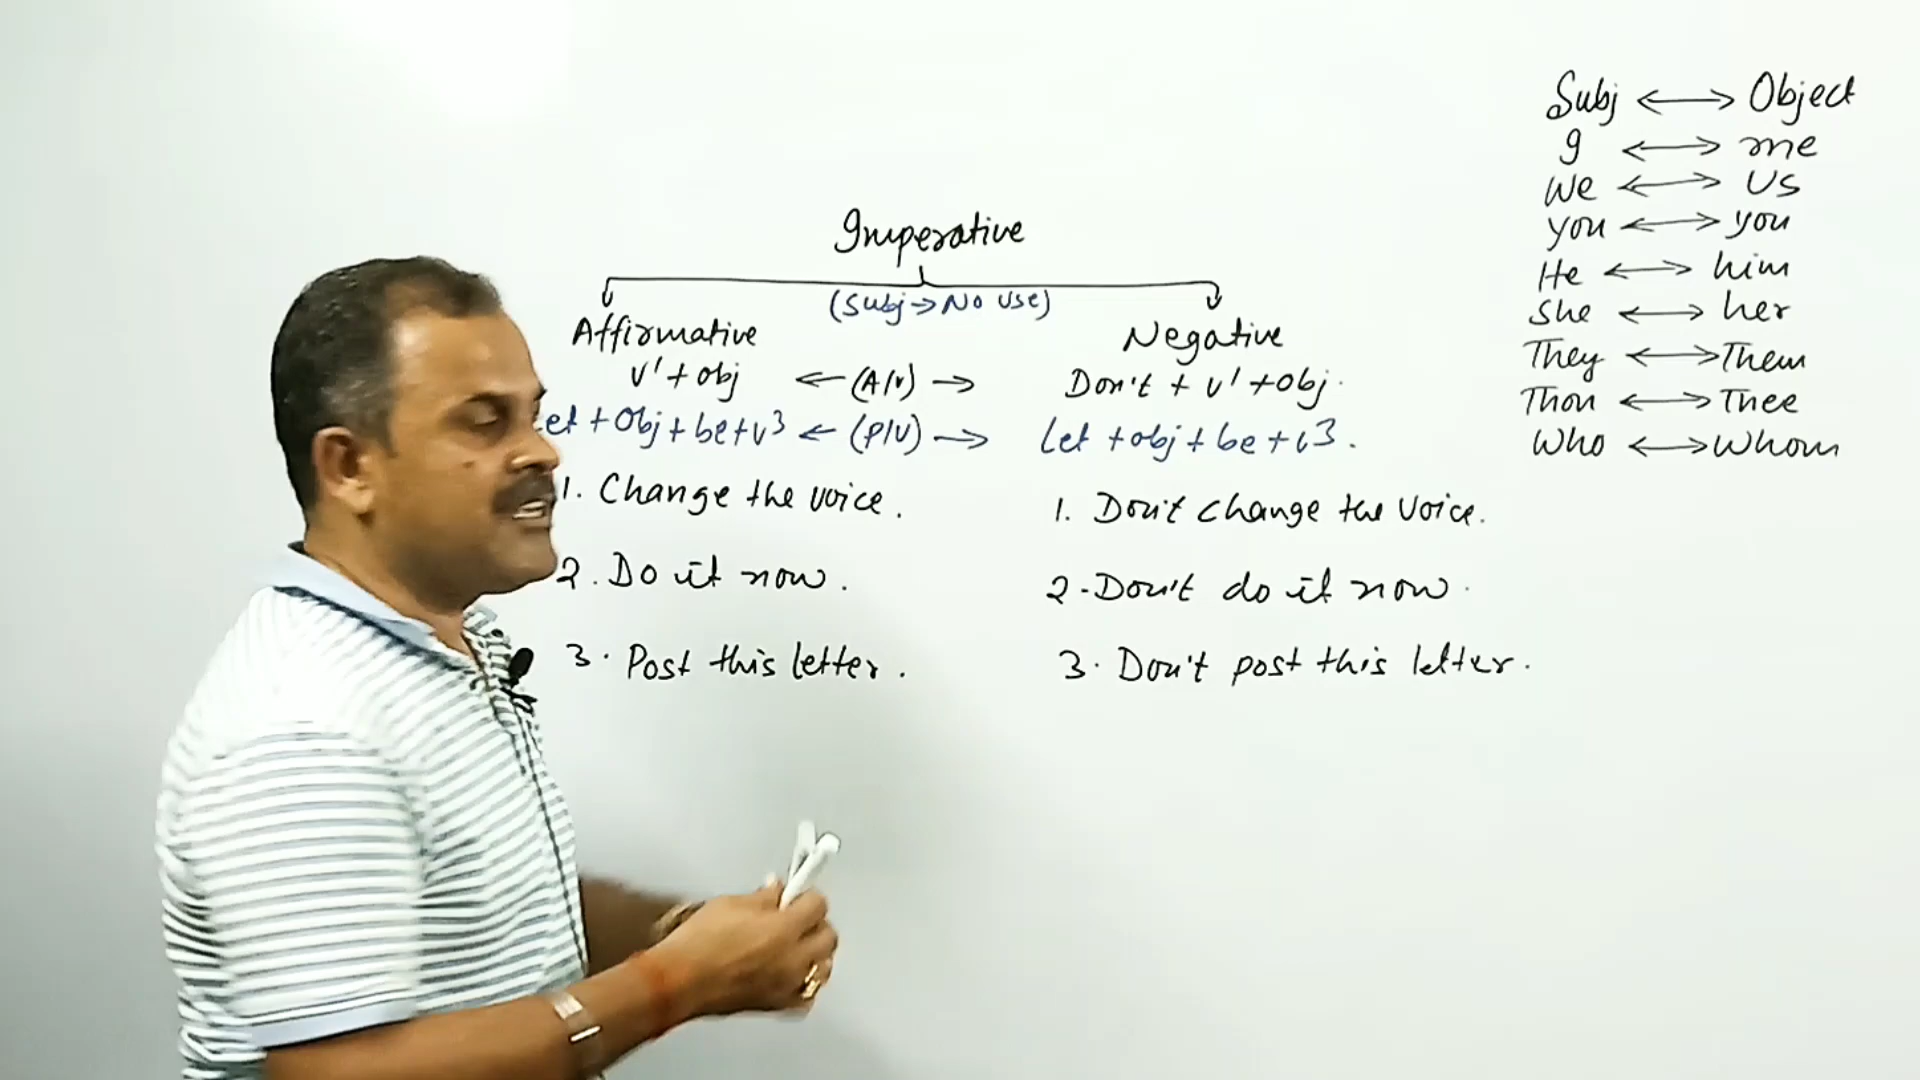 Imperative
(Subj → No use)
Affirmative
V¹ + obj ← (A/V) →
et + Obj + be + v³ ← (P/V) →
1. Change the voice.
2. Do it now.
3. Post this letter.
Negative
Don't + v¹ + obj.
Let + obj + be + v3.
1. Don't change the Voice.
2. Don't do it now.
3. Don't post this letter.
Subj ↔ Object
I ↔ me
We ↔ Us
you ↔ you
He ↔ him
She ↔ her
They ↔ Them
Thou ↔ Thee
Who ↔ Whom